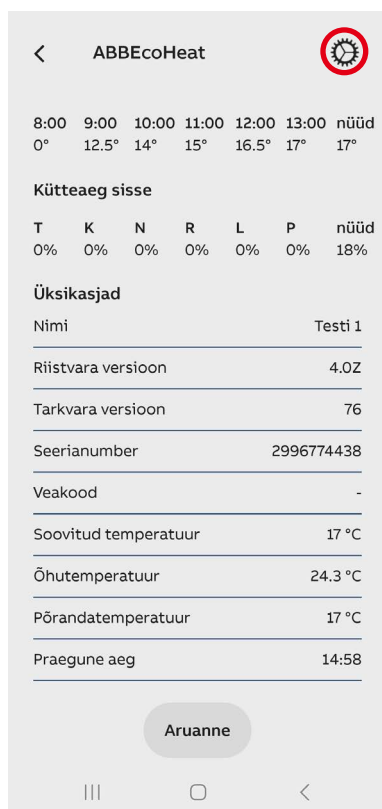 ABBEcoHeat
8:00 9:00 10:00 11:00 12:00 13:00 nüüd
0° 12.5° 14° 15° 16.5° 17° 17°
Kütteaeg sisse
T K N R L P nüüd
0% 0% 0% 0% 0% 0% 18%
Üksikasjad
Nimi Testi 1
Riistvara versioon 4.0Z
Tarkvara versioon 76
Seerianumber 2996774438
Veakood -
Soovitud temperatuur 17 °C
Õhutemperatuur 24.3 °C
Põrandatemperatuur 17 °C
Praegune aeg 14:58
Aruanne